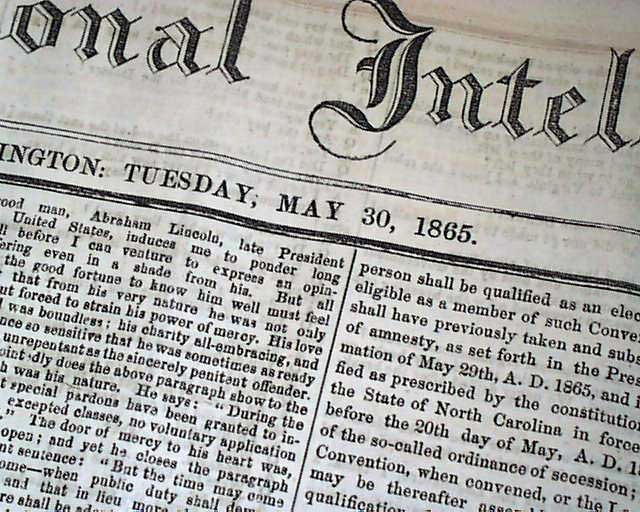 onal Intel
INGTON: TUESDAY, MAY 30, 1865.
ood man, Abraham Lincoln, late President
United States, induces me to ponder long
before I can venture to express an opin-
ering even in a shade from his. But all
the good fortune to know him well must feel
that from his very nature he was not only
ut forced to strain his power of mercy. His love
was boundless; his charity all-embracing, and
nce so sensitive that he was sometimes as ready
unrepentant as the sincerely penitent offender.
does the above paragraph show to the
h was his nature. He says: "During the
special pardons have been granted to in-
excepted classes, no voluntary application
" The door of mercy to his heart was,
open; and yet he closes the paragraph
nt sentence: "But the time may come
ome—when public duty shall dem
and that in lieu more
re shall be
person shall be qualified as an elec
eligible as a member of such Conve
shall have previously taken and sub
of amnesty, as set forth in the Pres
mation of May 29th, A. D. 1865, and i
fied as prescribed by the constitutio
the State of North Carolina in force
before the 20th day of May, A. D. 18
of the so-called ordinance of secession;
Convention, when convened, or the
may be thereafter
qualification